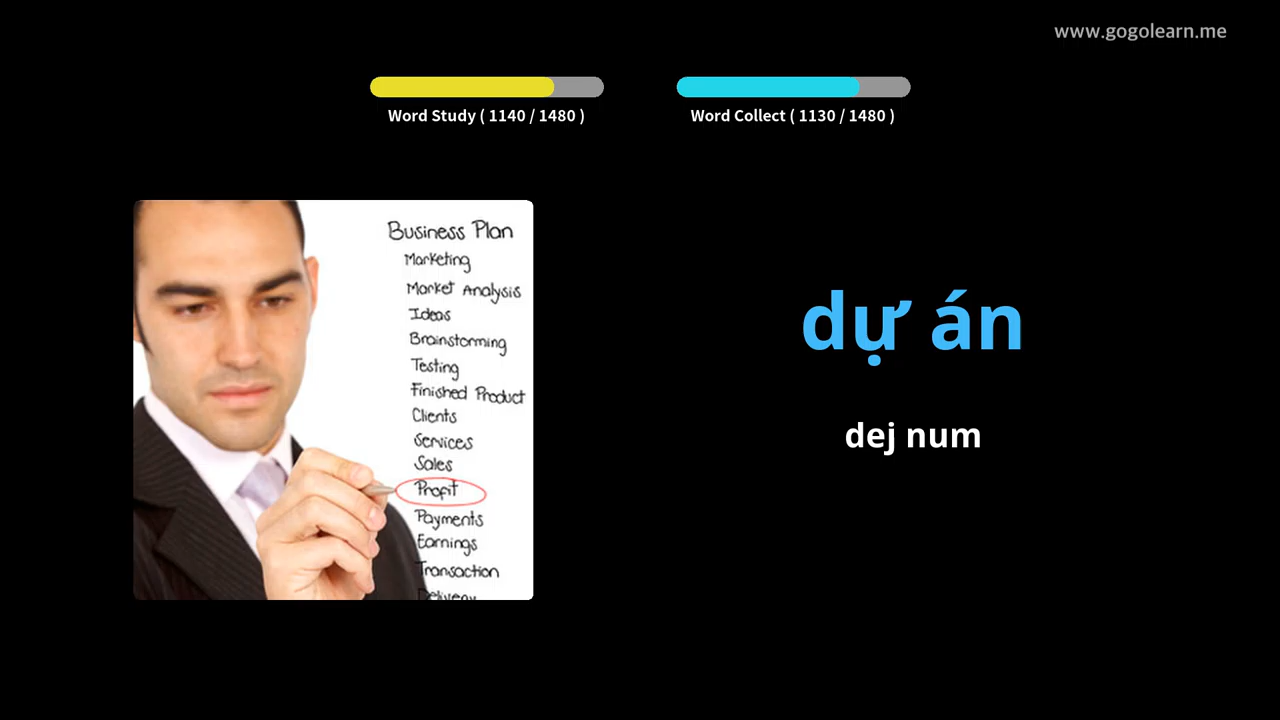 www.gogolearn.me
Word Study ( 1140 / 1480 )
Word Collect ( 1130 / 1480 )
Business Plan
Marketing
Market Analysis
Ideas
Brainstorming
Testing
Finished Product
Clients
Services
Sales
Profit
Payments
Earnings
Transaction
Delivery
dự án
dej num